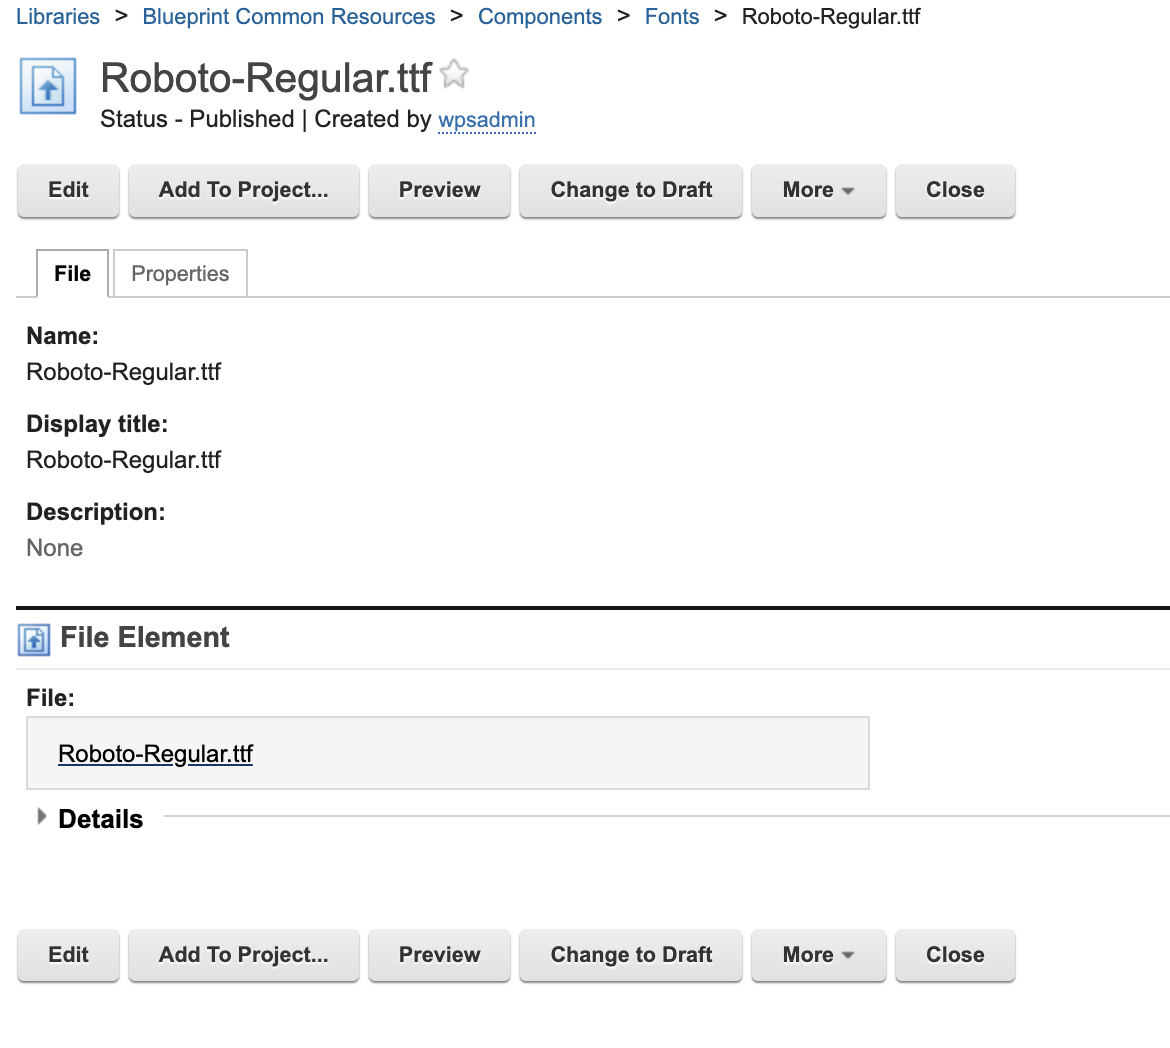 Libraries > Blueprint Common Resources > Components > Fonts > Roboto-Regular.ttf
Roboto-Regular.ttf
Status - Published | Created by wpsadmin
Edit Add To Project... Preview Change to Draft More Close
File Properties
Name:
Roboto-Regular.ttf
Display title:
Roboto-Regular.ttf
Description:
None
File Element
File:
Roboto-Regular.ttf
Details
Edit Add To Project... Preview Change to Draft More Close